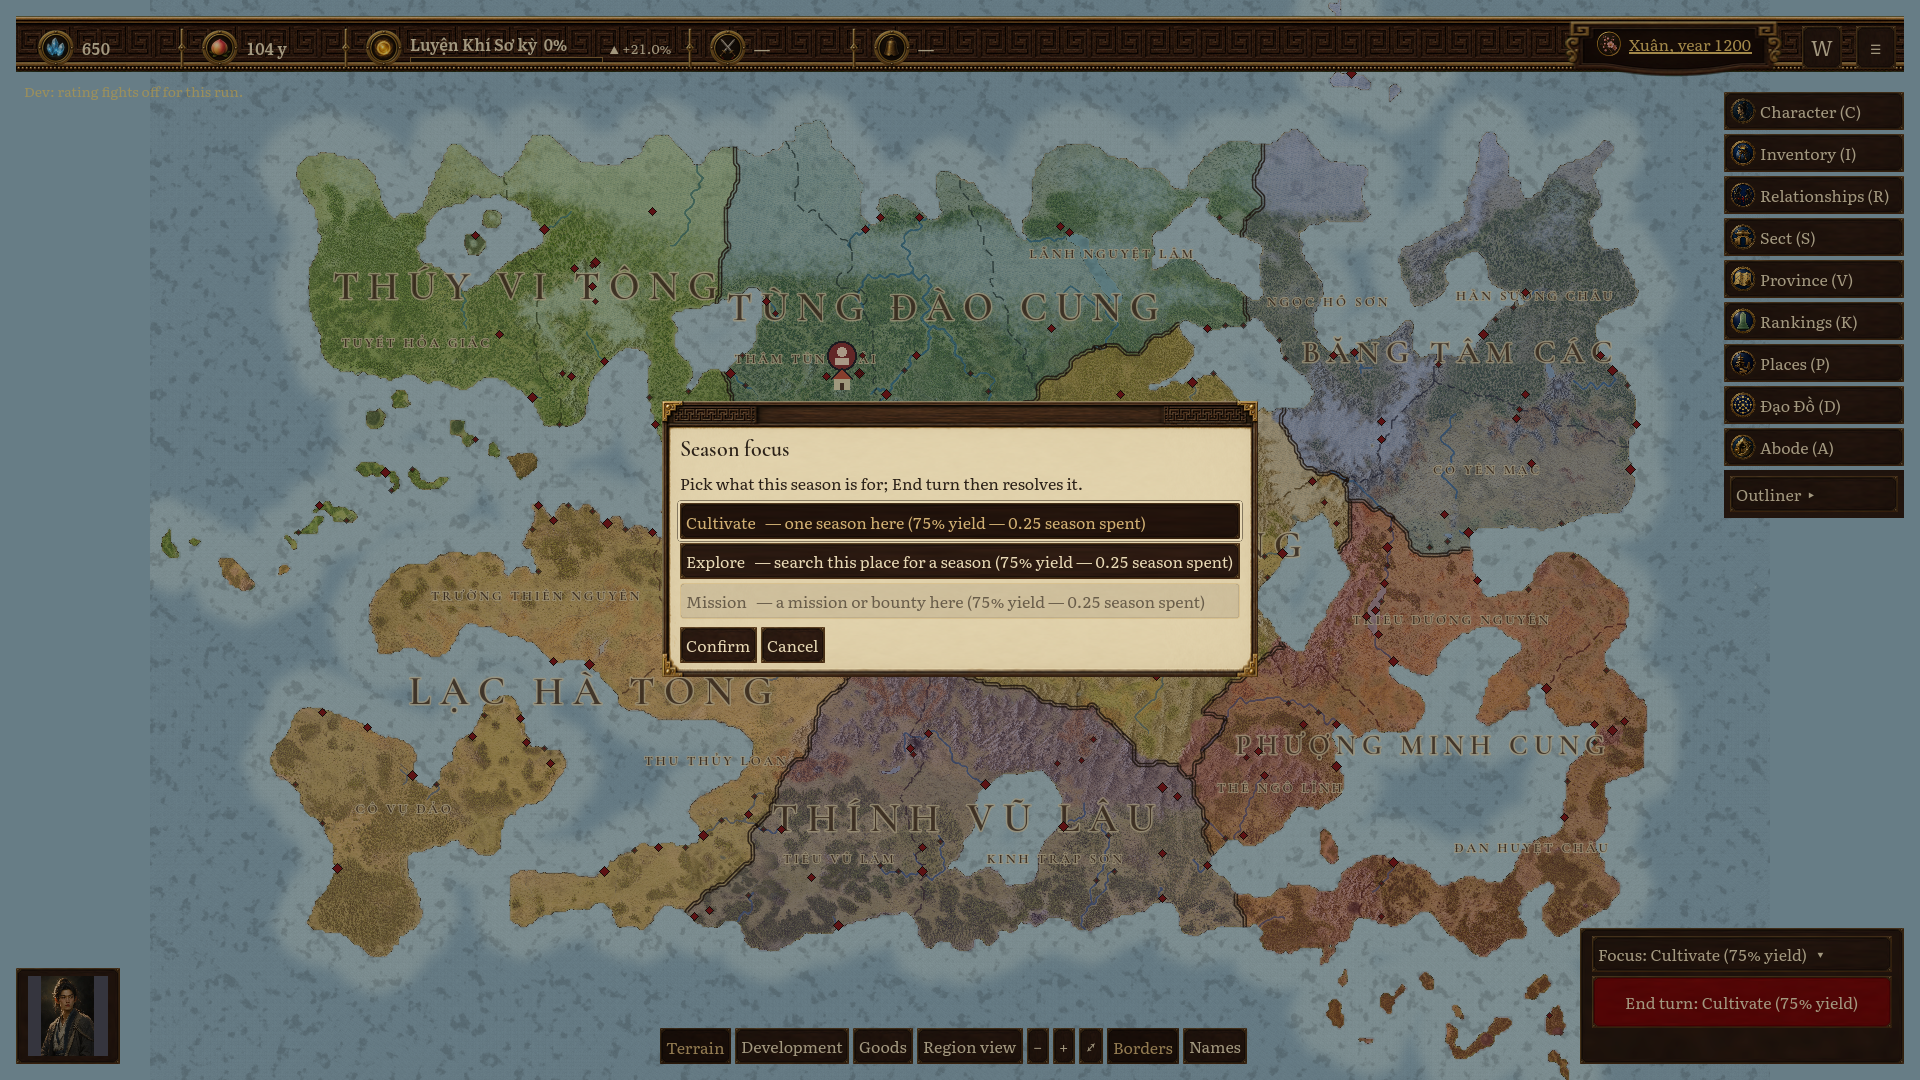 650
104 y
Luyện Khí Sơ kỳ 0%
▲ +21.0%
—
—
Xuân, year 1200
W
☰
Dev: rating fights off for this run.
Character (C)
Inventory (I)
Relationships (R)
Sect (S)
Province (V)
Rankings (K)
Places (P)
Đạo Đồ (D)
Abode (A)
Outliner ▸
THÚY VI TÔNG
TUYẾT HỎA GIÁC
TÙNG ĐÀO CUNG
LÃNH NGUYỆT LÂM
NGỌC HỒ SƠN
HÀN SƯƠNG CHÂU
BĂNG TÂM CÁC
CÔ YÊN MẠC
Season focus
Pick what this season is for; End turn then resolves it.
Cultivate — one season here (75% yield — 0.25 season spent)
Explore — search this place for a season (75% yield — 0.25 season spent)
Mission — a mission or bounty here (75% yield — 0.25 season spent)
Confirm
Cancel
TRƯỜNG THIÊN NGUYÊN
TRIỀU DƯƠNG NGUYÊN
LẠC HÀ TÔNG
THU THỦY LOAN
CỔ VU ĐẢO
PHƯỢNG MINH CUNG
THÊ NGÔ LĨNH
THÍNH VŨ LÂU
TIÊU VŨ LÂM
KINH TRẬP SƠN
ĐAN HUYỆT CHÂU
Focus: Cultivate (75% yield) ▾
End turn: Cultivate (75% yield)
Terrain
Development
Goods
Region view
−
+
⤢
Borders
Names